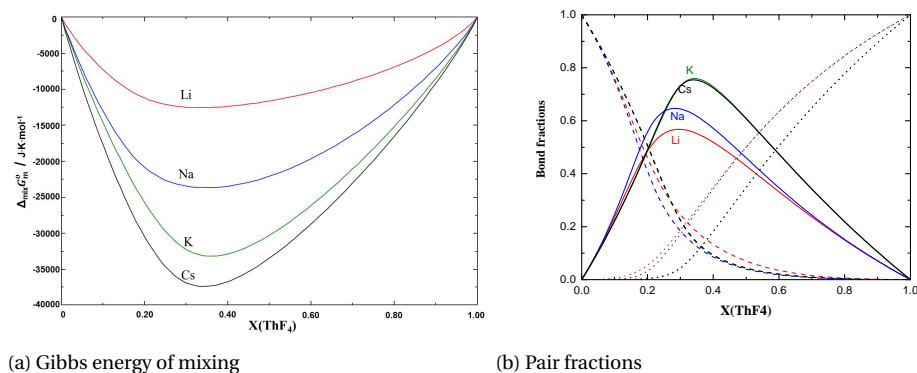 0
-5000
-10000
-15000
-20000
-25000
-30000
-35000
-40000
Δmix𝐺m° / J·K·mol-1
Li
Na
K
Cs
0
0.20
0.40
0.60
0.80
1.00
X(ThF4)
(a) Gibbs energy of mixing
1.0
0.8
0.6
0.4
0.2
0.0
Bond fractions
K
Cs
Na
Li
0.0
0.2
0.4
0.6
0.8
1.0
X(ThF4)
(b) Pair fractions